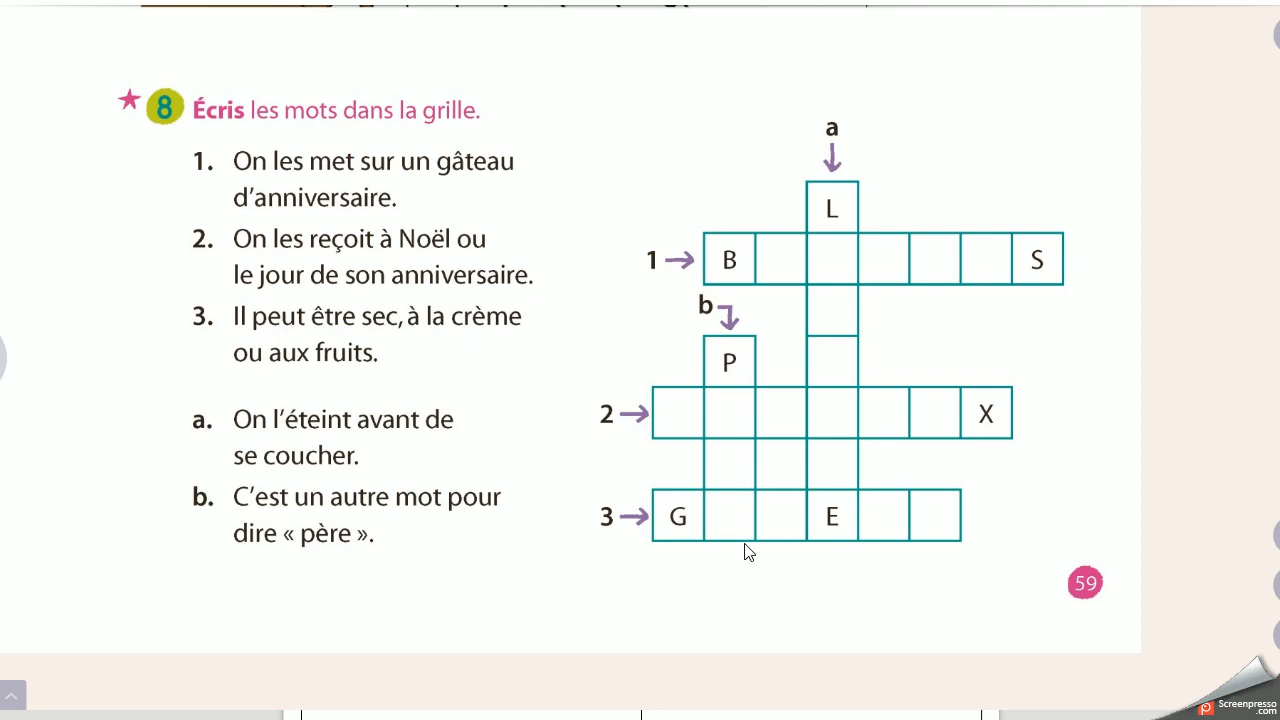 8 Écris les mots dans la grille.
1. On les met sur un gâteau
d'anniversaire.
2. On les reçoit à Noël ou
le jour de son anniversaire.
3. Il peut être sec, à la crème
ou aux fruits.
a. On l'éteint avant de
se coucher.
b. C'est un autre mot pour
dire « père ».
a
L
1 B S
b
P
2 X
3 G E
59
Screenpresso
.com